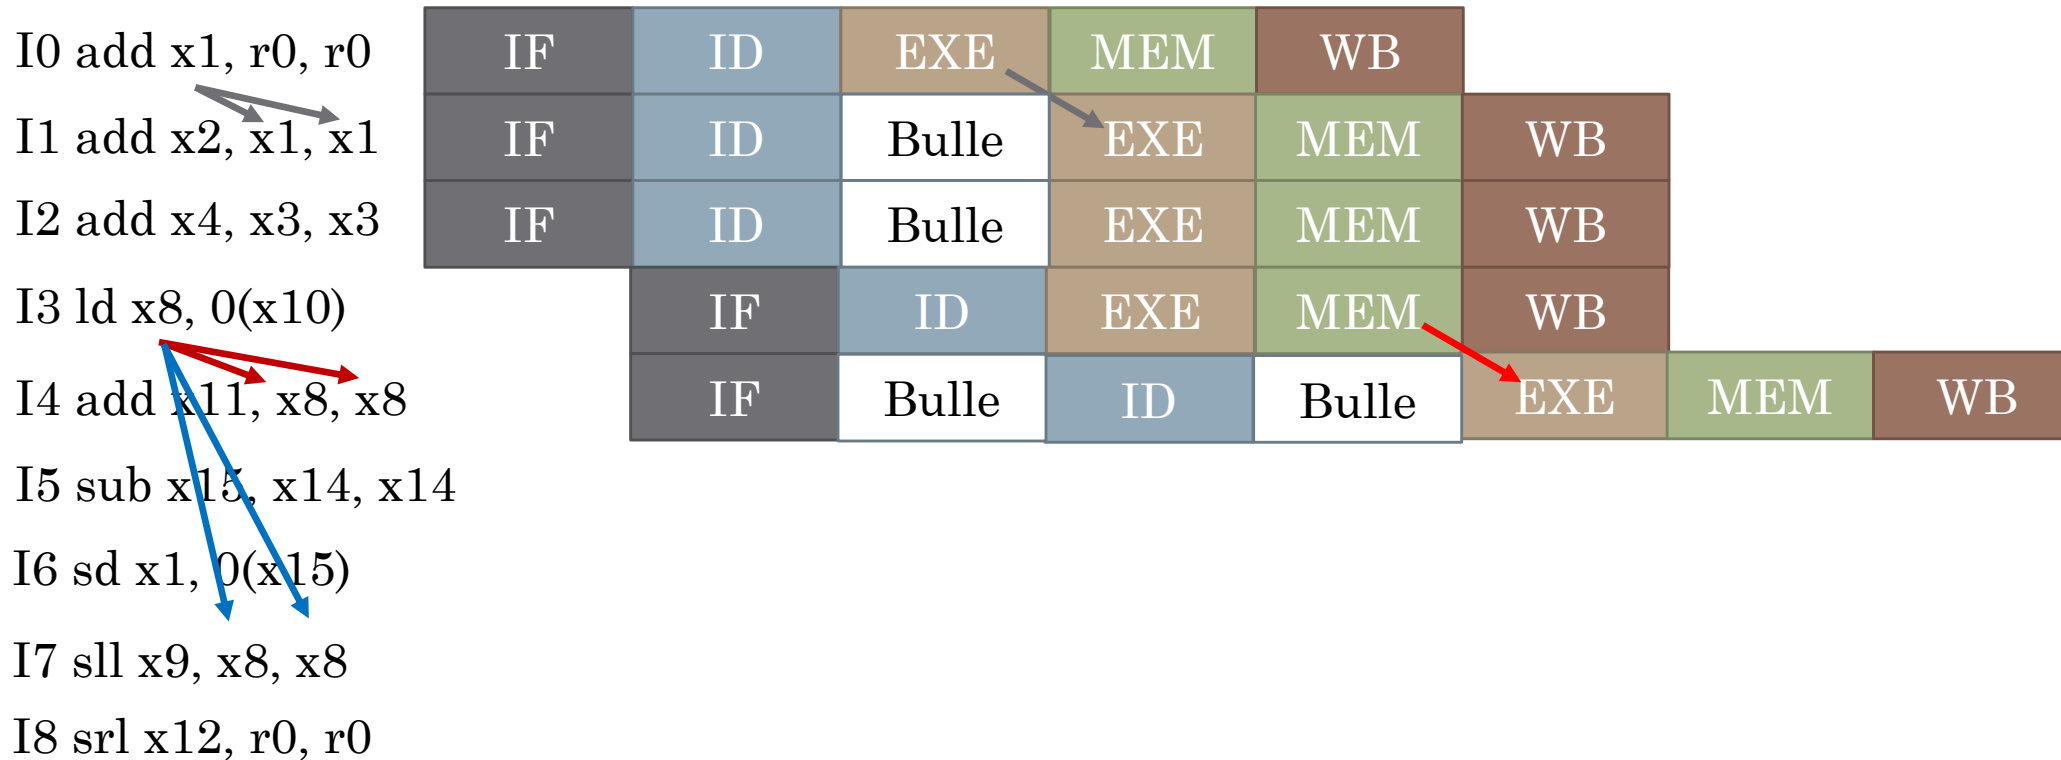 I0 add x1, r0, r0 IF ID EXE MEM WB
I1 add x2, x1, x1 IF ID Bulle EXE MEM WB
I2 add x4, x3, x3 IF ID Bulle EXE MEM WB
I3 ld x8, 0(x10) IF ID EXE MEM WB
I4 add x11, x8, x8 IF Bulle ID Bulle EXE MEM WB
I5 sub x15, x14, x14
I6 sd x1, 0(x15)
I7 sll x9, x8, x8
I8 srl x12, r0, r0